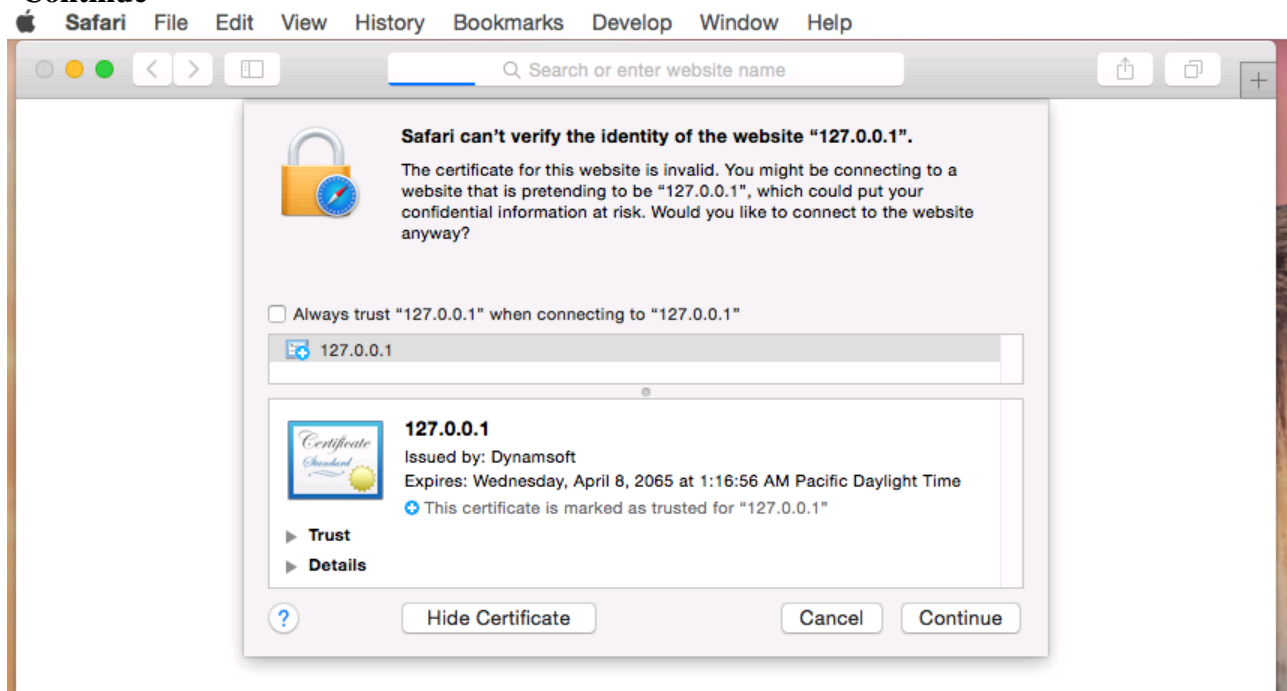 Continue
Safari File Edit View History Bookmarks Develop Window Help
Search or enter website name
Safari can’t verify the identity of the website “127.0.0.1”.
The certificate for this website is invalid. You might be connecting to a
website that is pretending to be “127.0.0.1”, which could put your
confidential information at risk. Would you like to connect to the website
anyway?
Always trust “127.0.0.1” when connecting to “127.0.0.1”
127.0.0.1
Certificate
Standard
127.0.0.1
Issued by: Dynamsoft
Expires: Wednesday, April 8, 2065 at 1:16:56 AM Pacific Daylight Time
This certificate is marked as trusted for “127.0.0.1”
Trust
Details
? Hide Certificate Cancel Continue